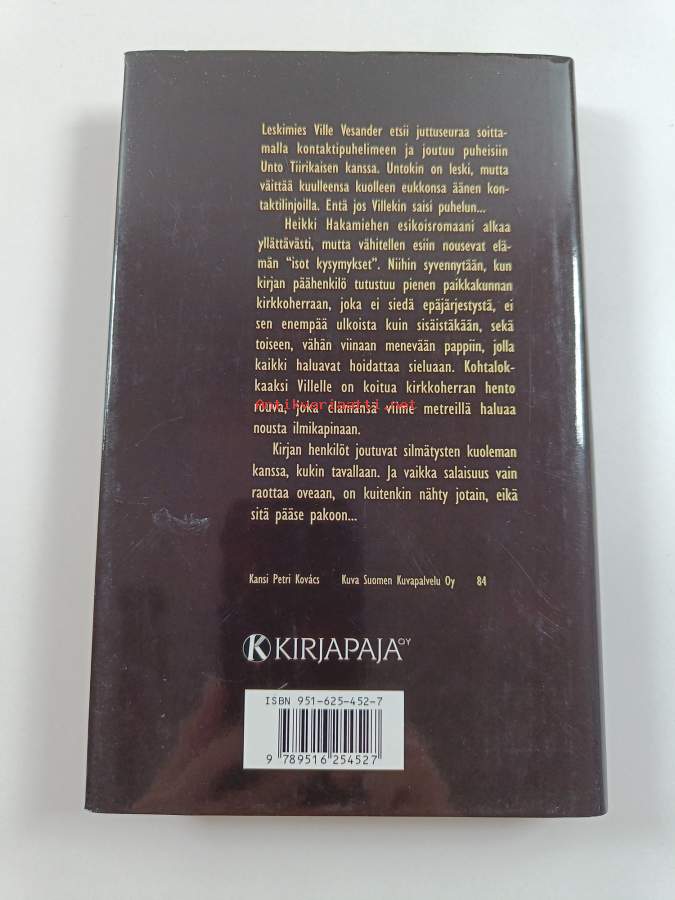 Leskimies Ville Vesander etsii juttuseuraa soitta-
malla kontaktipuhelimeen ja joutuu puheisiin
Unto Tiirikaisen kanssa. Untokin on leski, mutta
väittää kuulleensa kuolleen eukkonsa äänen kon-
taktilinjoilla. Entä jos Villekin saisi puhelun...
Heikki Hakamiehen esikoisromaani alkaa
yllättävästi, mutta vähitellen esiin nousevat elä-
män "isot kysymykset". Niihin syvennytään, kun
kirjan päähenkilö tutustuu pienen paikkakunnan
kirkkoherraan, joka ei siedä epäjärjestystä, ei
sen enempää ulkoista kuin sisäistäkään, sekä
toiseen, vähän viinaan menevään pappiin, jolla
kaikki haluavat hoidattaa sieluaan. Kohtalok-
kaaksi Villelle on koitua kirkkoherran hento
rouva, joka elämänsä viime metreillä haluaa
Antikvariaatti.net
nousta ilmikapinaan.
Kirjan henkilöt joutuvat silmätysten kuoleman
kanssa, kukin tavallaan. Ja vaikka salaisuus vain
raottaa oveaan, on kuitenkin nähty jotain, eikä
sitä pääse pakoon...
Kansi Petri Kovács Kuva Suomen Kuvapalvelu Oy 84
KIRJAPAJA OY
ISBN 951-625-452-7
9 789516 254527